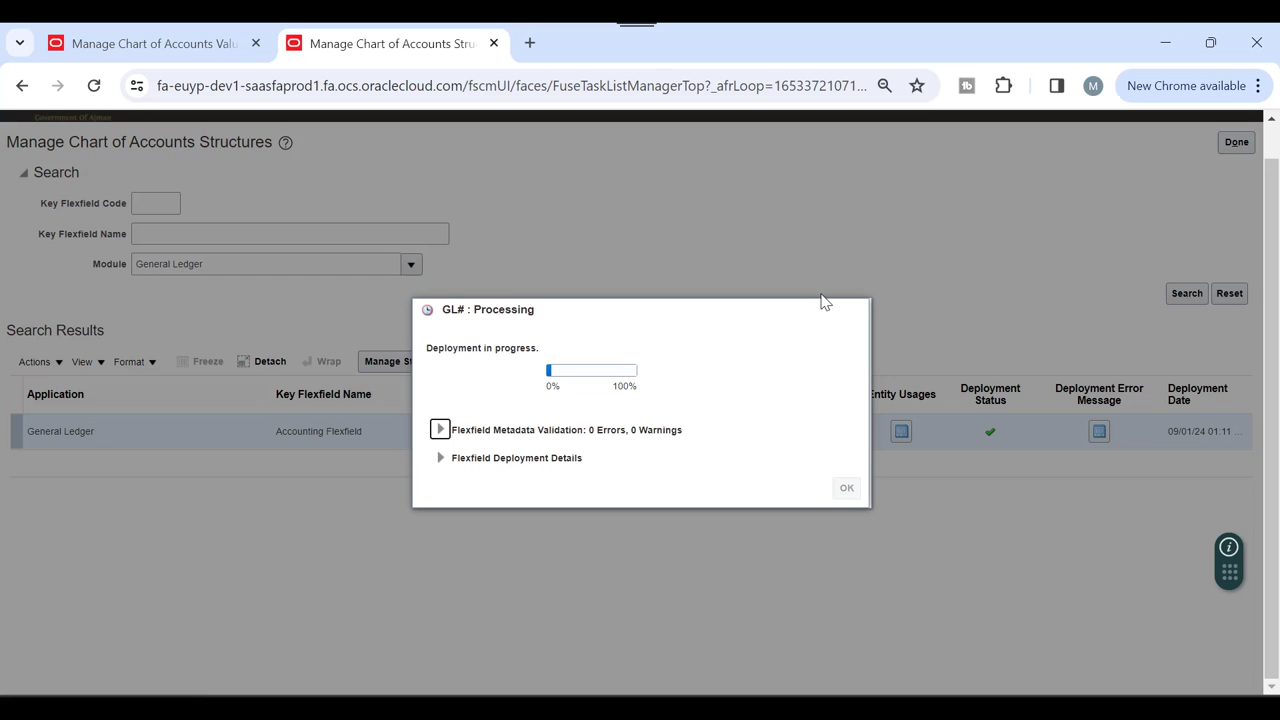 Manage Chart of Accounts Valu
Manage Chart of Accounts Stru
fa-euyp-dev1-saasfaprod1.fa.ocs.oraclecloud.com/fscmUI/faces/FuseTaskListManagerTop?_afrLoop=16533721071...
M
New Chrome available
Government Of Ajman
Manage Chart of Accounts Structures
Done
Search
Key Flexfield Code
Key Flexfield Name
Module General Ledger
Search Reset
GL# : Processing
Search Results
Deployment in progress.
Actions View Format Freeze Detach Wrap Manage St
0% 100%
Application Key Flexfield Name Entity Usages Deployment Status Deployment Error Message Deployment Date
General Ledger Accounting Flexfield 09/01/24 01:11 ...
Flexfield Metadata Validation: 0 Errors, 0 Warnings
Flexfield Deployment Details
OK